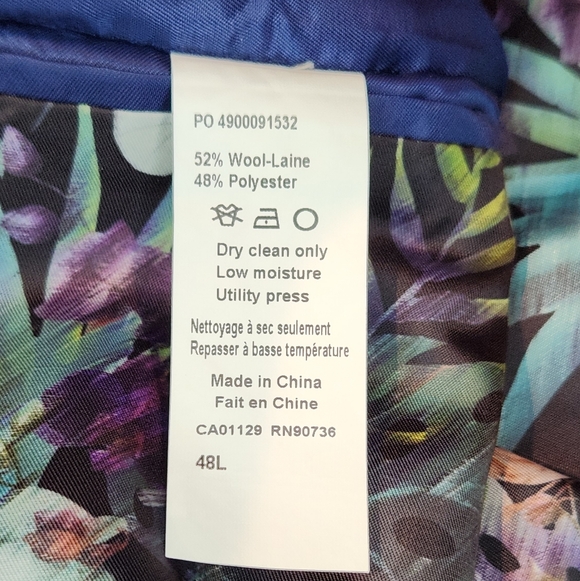 PO 4900091532
52% Wool-Laine
48% Polyester
Dry clean only
Low moisture
Utility press
Nettoyage à sec seulement
Repasser à basse température
Made in China
Fait en Chine
CA01129 RN90736
48L